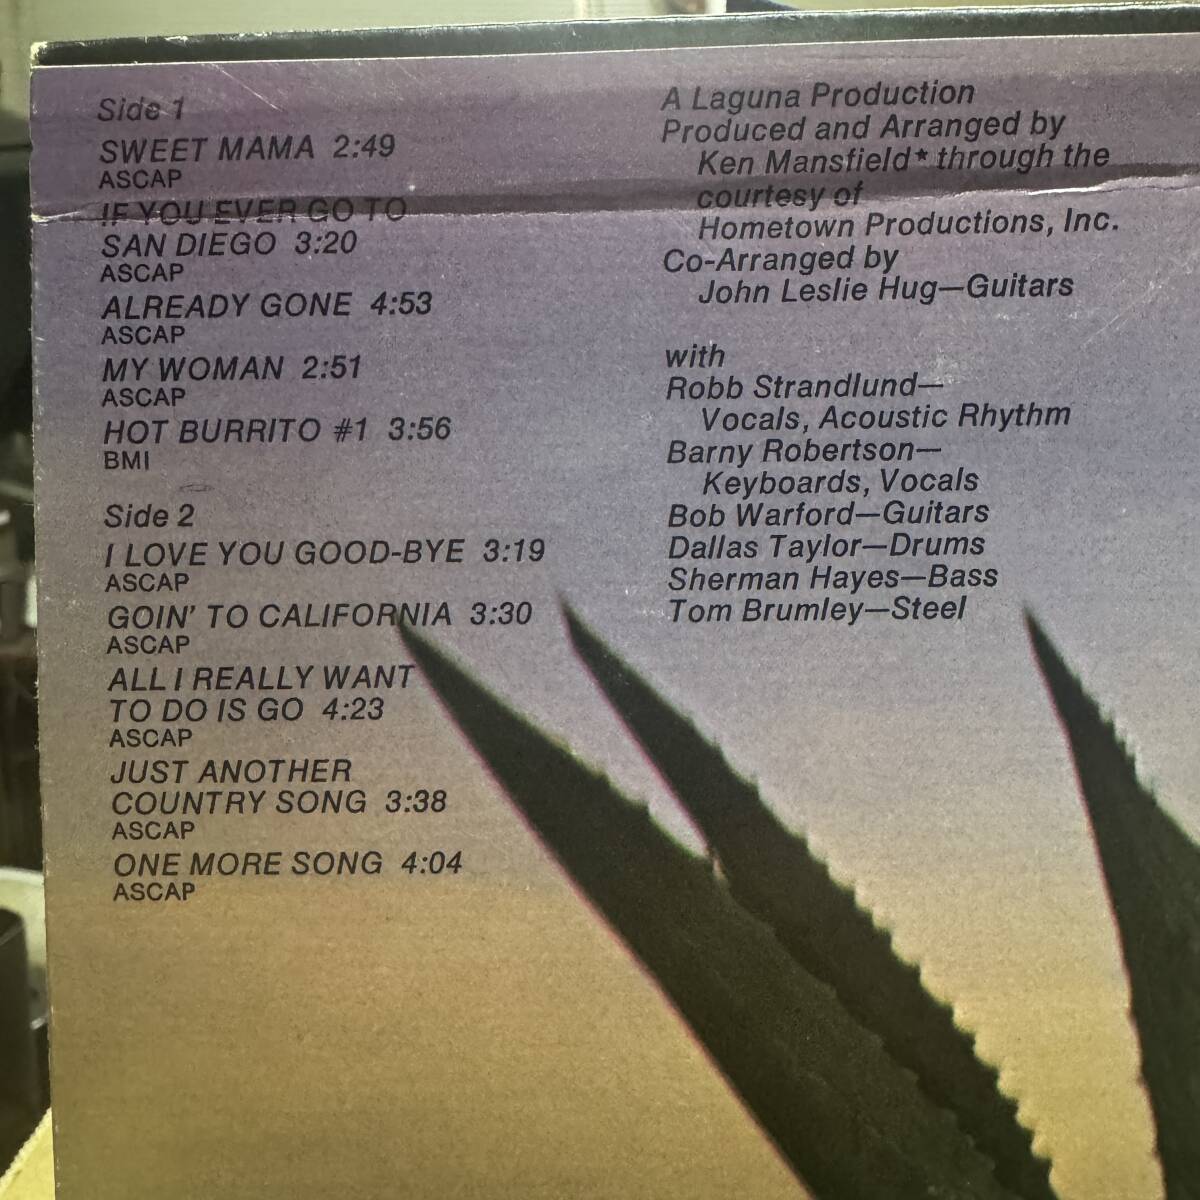 Side 1
SWEET MAMA 2:49
ASCAP
IF YOU EVER GO TO
SAN DIEGO 3:20
ASCAP
ALREADY GONE 4:53
ASCAP
MY WOMAN 2:51
ASCAP
HOT BURRITO #1 3:56
BMI
Side 2
I LOVE YOU GOOD-BYE 3:19
ASCAP
GOIN' TO CALIFORNIA 3:30
ASCAP
ALL I REALLY WANT
TO DO IS GO 4:23
ASCAP
JUST ANOTHER
COUNTRY SONG 3:38
ASCAP
ONE MORE SONG 4:04
ASCAP
A Laguna Production
Produced and Arranged by
Ken Mansfield* through the
courtesy of
Hometown Productions, Inc.
Co-Arranged by
John Leslie Hug—Guitars
with
Robb Strandlund—
Vocals, Acoustic Rhythm
Barny Robertson—
Keyboards, Vocals
Bob Warford—Guitars
Dallas Taylor—Drums
Sherman Hayes—Bass
Tom Brumley—Steel